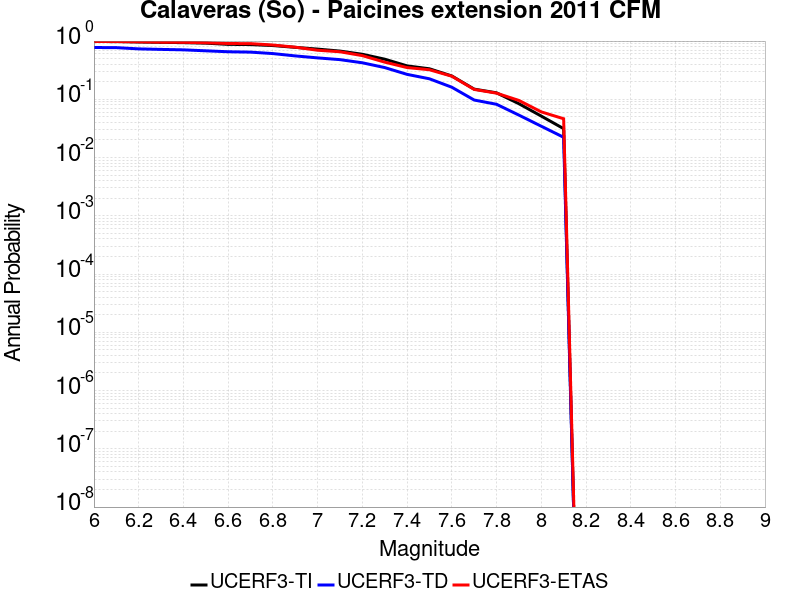 Calaveras (So) - Paicines extension 2011 CFM
10^0
10^-1
10^-2
10^-3
10^-4
10^-5
10^-6
10^-7
10^-8
Annual Probability
6 6.2 6.4 6.6 6.8 7 7.2 7.4 7.6 7.8 8 8.2 8.4 8.6 8.8 9
Magnitude
UCERF3-TI UCERF3-TD UCERF3-ETAS